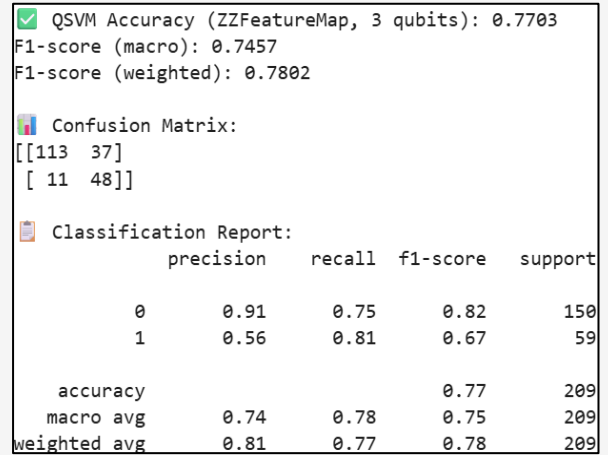 ✅ QSVM Accuracy (ZZFeatureMap, 3 qubits): 0.7703
F1-score (macro): 0.7457
F1-score (weighted): 0.7802
📊 Confusion Matrix:
[[113  37]
 [ 11  48]]
📋 Classification Report:
              precision    recall  f1-score   support
           0       0.91      0.75      0.82       150
           1       0.56      0.81      0.67        59
    accuracy                           0.77       209
   macro avg       0.74      0.78      0.75       209
weighted avg       0.81      0.77      0.78       209